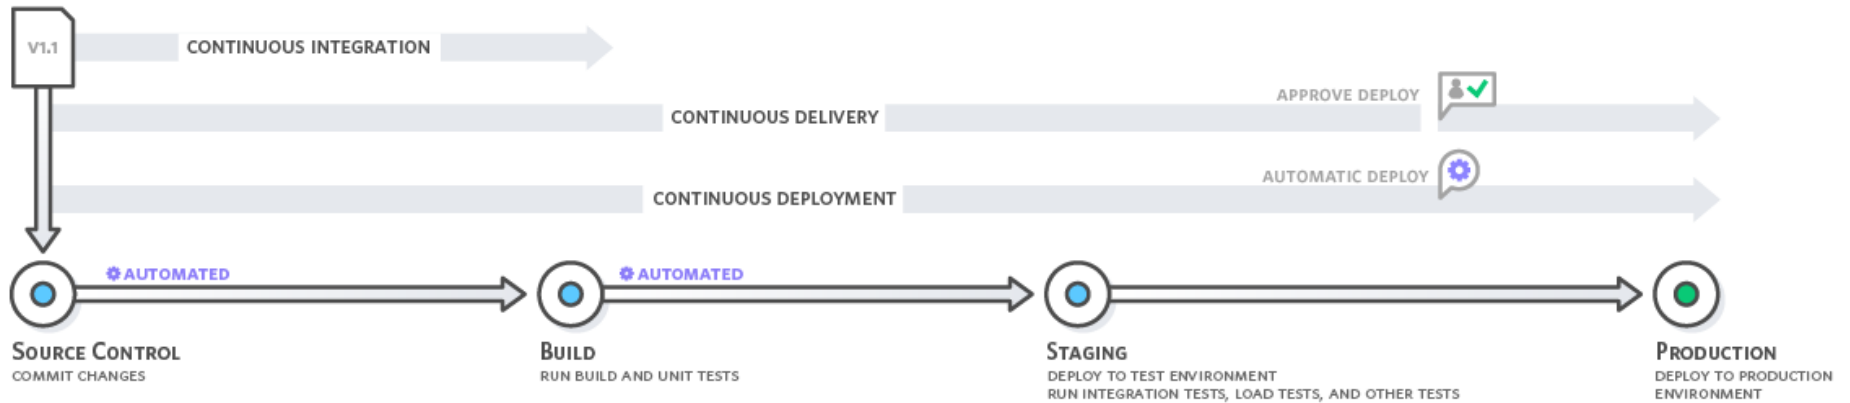 V1.1
CONTINUOUS INTEGRATION
APPROVE DEPLOY
CONTINUOUS DELIVERY
AUTOMATIC DEPLOY
CONTINUOUS DEPLOYMENT
AUTOMATED
AUTOMATED
SOURCE CONTROL
COMMIT CHANGES
BUILD
RUN BUILD AND UNIT TESTS
STAGING
DEPLOY TO TEST ENVIRONMENT
RUN INTEGRATION TESTS, LOAD TESTS, AND OTHER TESTS
PRODUCTION
DEPLOY TO PRODUCTION
ENVIRONMENT